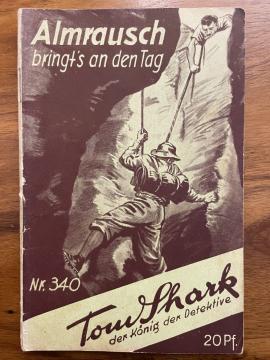 Almrausch
bringt's an den Tag
Nr. 340
Tom Shark
der König der Detektive
20 Pf.